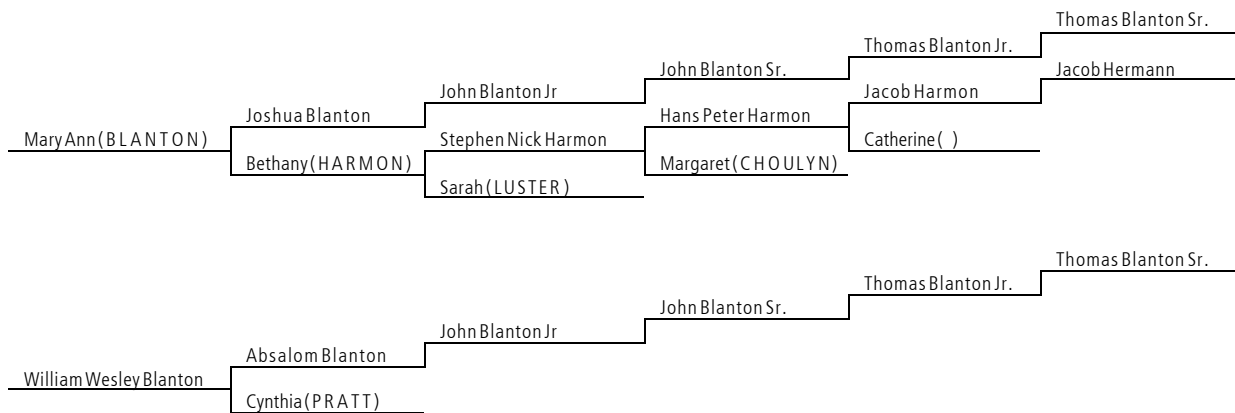 Thomas Blanton Sr.
Thomas Blanton Jr.
John Blanton Sr.
Jacob Hermann
John Blanton Jr
Jacob Harmon
Joshua Blanton
Hans Peter Harmon
Mary Ann (BLANTON)
Stephen Nick Harmon
Catherine ( )
Bethany (HARMON)
Margaret (CHOULYN)
Sarah (LUSTER)
Thomas Blanton Sr.
Thomas Blanton Jr.
John Blanton Sr.
John Blanton Jr
Absalom Blanton
William Wesley Blanton
Cynthia (PRATT)